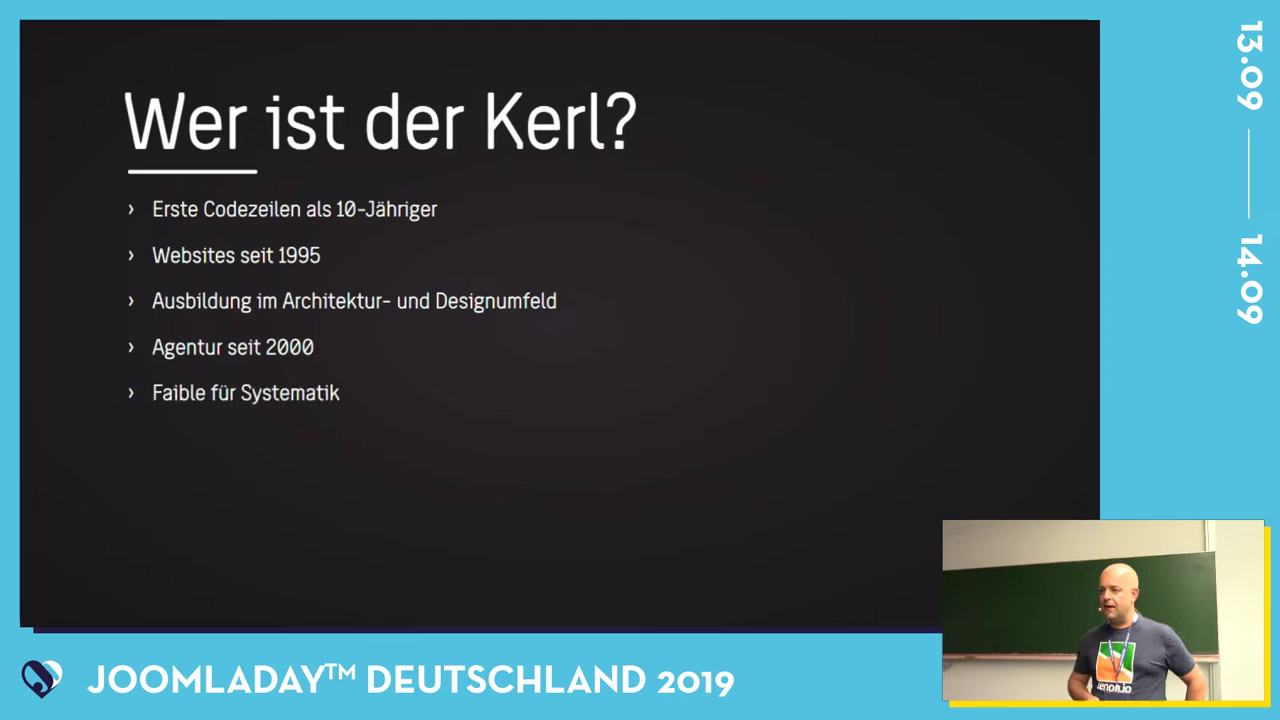 Wer ist der Kerl?
› Erste Codezeilen als 10-Jähriger
› Websites seit 1995
› Ausbildung im Architektur- und Designumfeld
› Agentur seit 2000
› Faible für Systematik
13.09
14.09
JOOMLADAY™ DEUTSCHLAND 2019